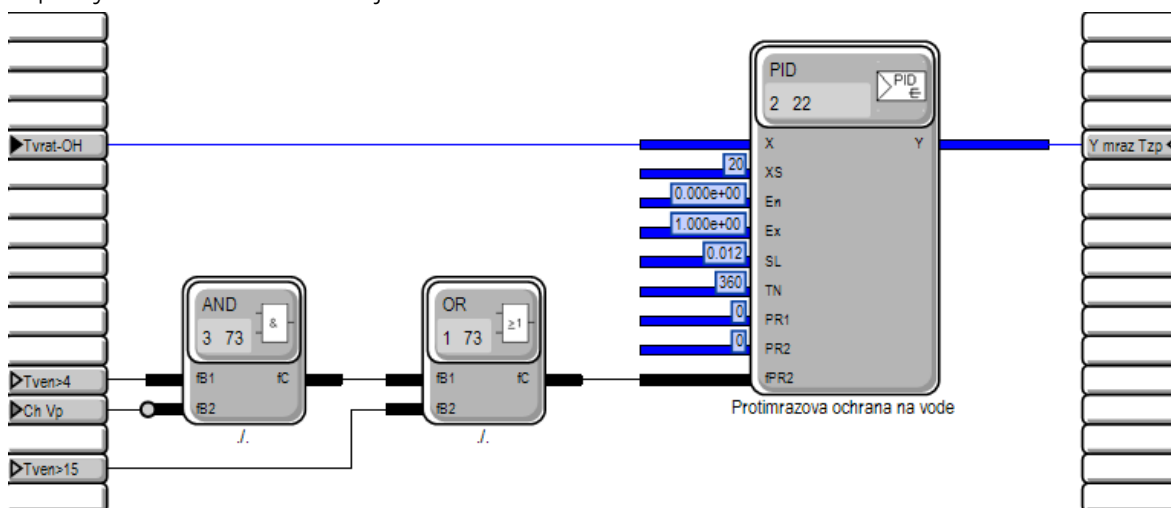 PID
2 22
Tvrat-OH
X
Y
Y mraz Tzp
20
XS
0.000e+00
En
1.000e+00
Ex
0.012
SL
360
TN
0
PR1
0
PR2
fPR2
Protimrazova ochrana na vode
AND
3 73
&
OR
1 73
≥1
Tven>4
fB1 fC
fB1 fC
Ch Vp
fB2
fB2
./.
./.
Tven>15
PID